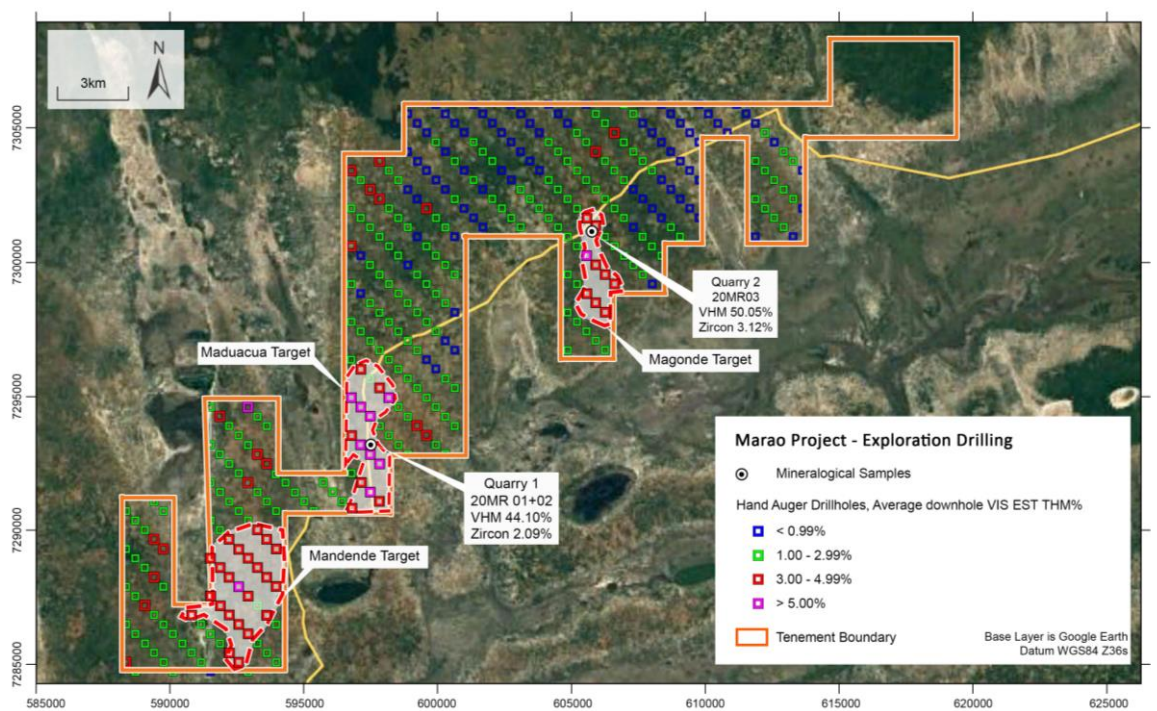 N
3km
7305000
7300000
7295000
7290000
7285000
Quarry 2
20MR03
VHM 50.05%
Zircon 3.12%
Maduacua Target
Magonde Target
Quarry 1
20MR 01+02
VHM 44.10%
Zircon 2.09%
Mandende Target
Marao Project - Exploration Drilling
Mineralogical Samples
Hand Auger Drillholes, Average downhole VIS EST THM%
< 0.99%
1.00 - 2.99%
3.00 - 4.99%
> 5.00%
Tenement Boundary
Base Layer is Google Earth
Datum WGS84 Z36s
585000 590000 595000 600000 605000 610000 615000 620000 625000